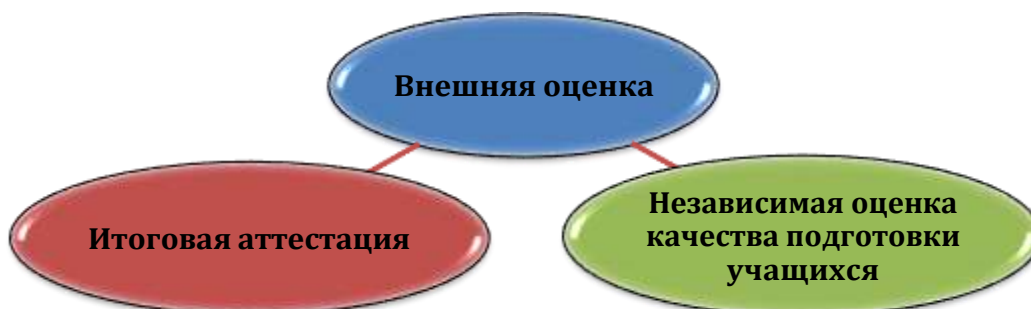 Внешняя оценка
Итоговая аттестация
Независимая оценка
качества подготовки
учащихся